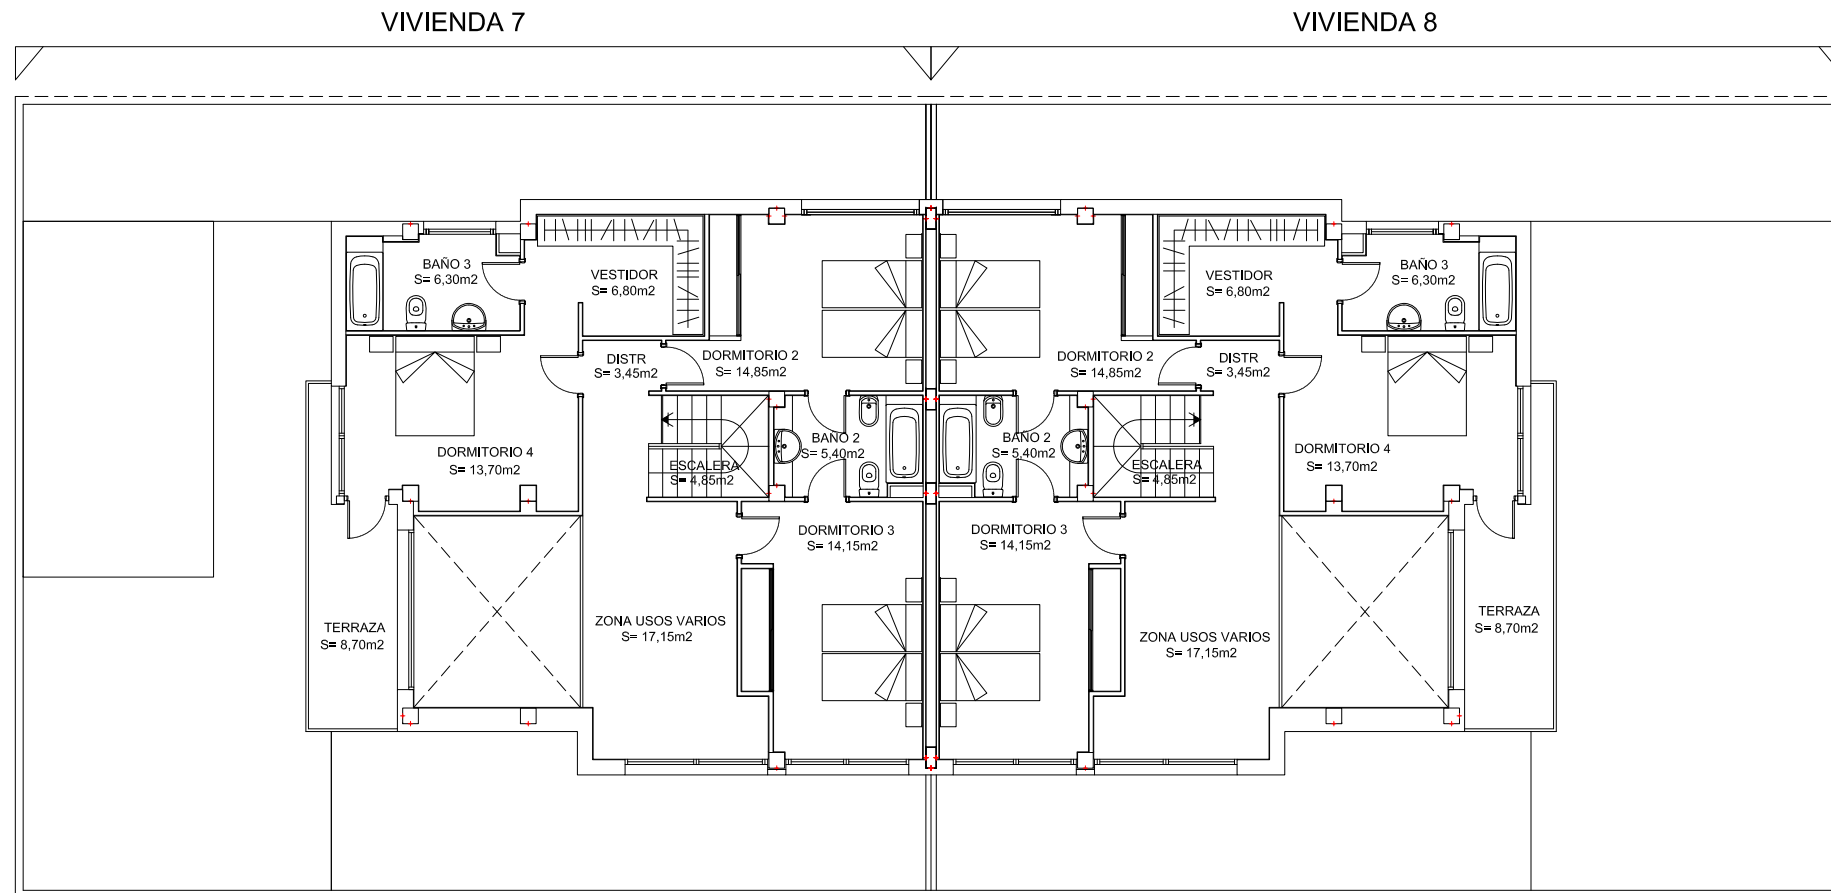 VIVIENDA 7
VIVIENDA 8
BAÑO 3
S= 6,30m2
VESTIDOR
S= 6,80m2
DISTR
S= 3,45m2
DORMITORIO 2
S= 14,85m2
DORMITORIO 4
S= 13,70m2
BAÑO 2
S= 5,40m2
ESCALERA
S= 4,85m2
DORMITORIO 3
S= 14,15m2
ZONA USOS VARIOS
S= 17,15m2
TERRAZA
S= 8,70m2
VESTIDOR
S= 6,80m2
BAÑO 3
S= 6,30m2
DORMITORIO 2
S= 14,85m2
DISTR
S= 3,45m2
BAÑO 2
S= 5,40m2
ESCALERA
S= 4,85m2
DORMITORIO 4
S= 13,70m2
DORMITORIO 3
S= 14,15m2
ZONA USOS VARIOS
S= 17,15m2
TERRAZA
S= 8,70m2